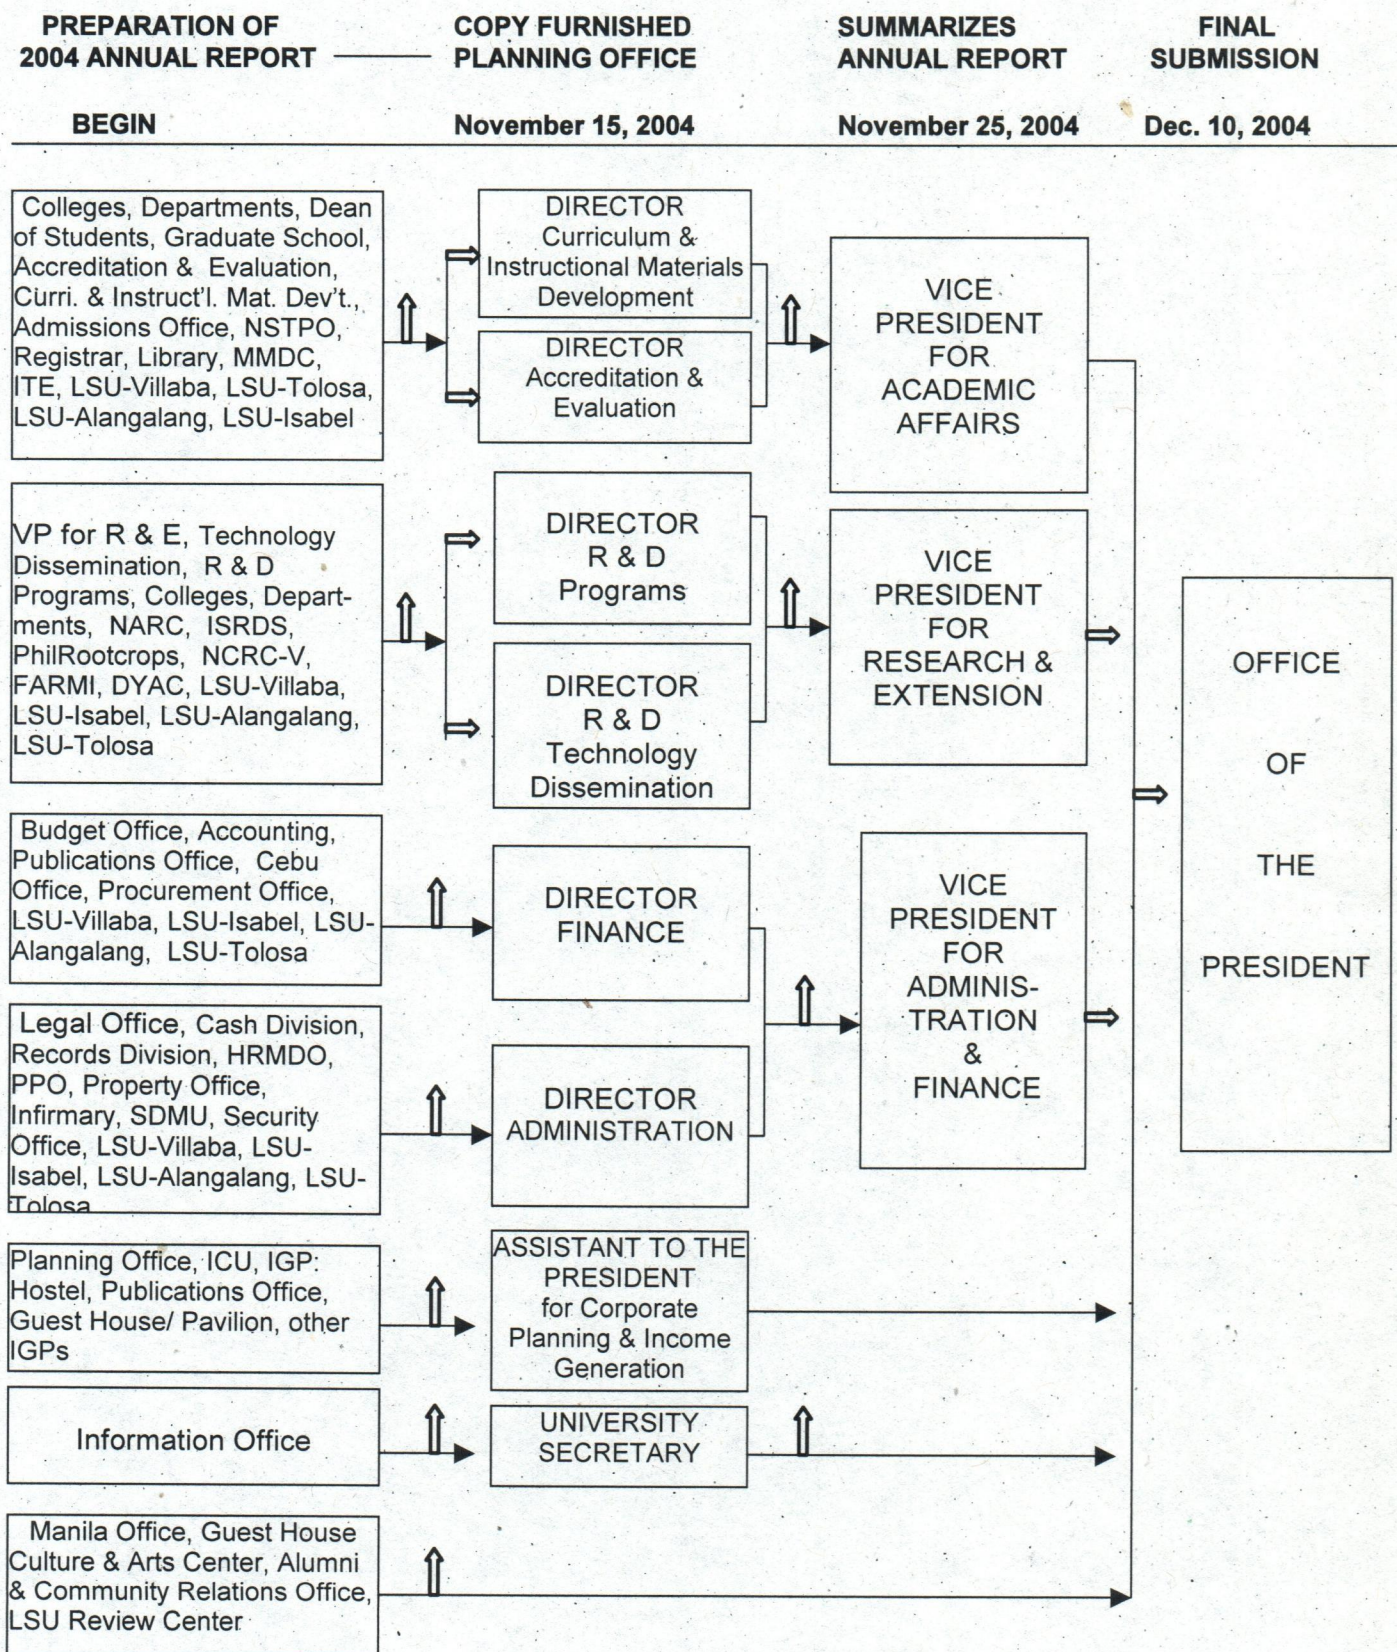 PREPARATION OF
2004 ANNUAL REPORT
COPY FURNISHED
PLANNING OFFICE
SUMMARIZES
ANNUAL REPORT
FINAL
SUBMISSION
BEGIN
November 15, 2004
November 25, 2004
Dec. 10, 2004
Colleges, Departments, Dean
of Students, Graduate School,
Accreditation & Evaluation,
Curri. & Instruct'l. Mat. Dev't.,
Admissions Office, NSTPO,
Registrar, Library, MMDC,
ITE, LSU-Villaba, LSU-Tolosa,
LSU-Alangalang, LSU-Isabel
DIRECTOR
Curriculum &
Instructional Materials
Development
DIRECTOR
Accreditation &
Evaluation
VICE
PRESIDENT
FOR
ACADEMIC
AFFAIRS
VP for R & E, Technology
Dissemination, R & D
Programs, Colleges, Depart-
ments, NARC, ISRDS,
PhilRootcrops, NCRC-V,
FARMI, DYAC, LSU-Villaba,
LSU-Isabel, LSU-Alangalang,
LSU-Tolosa
DIRECTOR
R & D
Programs
DIRECTOR
R & D
Technology
Dissemination
VICE
PRESIDENT
FOR
RESEARCH &
EXTENSION
OFFICE
OF
THE
PRESIDENT
Budget Office, Accounting,
Publications Office, Cebu
Office, Procurement Office,
LSU-Villaba, LSU-Isabel, LSU-
Alangalang, LSU-Tolosa
DIRECTOR
FINANCE
VICE
PRESIDENT
FOR
ADMINIS-
TRATION
&
FINANCE
Legal Office, Cash Division,
Records Division, HRMDO,
PPO, Property Office,
Infirmary, SDMU, Security
Office, LSU-Villaba, LSU-
Isabel, LSU-Alangalang, LSU-
Tolosa
DIRECTOR
ADMINISTRATION
Planning Office, ICU, IGP:
Hostel, Publications Office,
Guest House/ Pavilion, other
IGPs
ASSISTANT TO THE
PRESIDENT
for Corporate
Planning & Income
Generation
Information Office
UNIVERSITY
SECRETARY
Manila Office, Guest House
Culture & Arts Center, Alumni
& Community Relations Office,
LSU Review Center